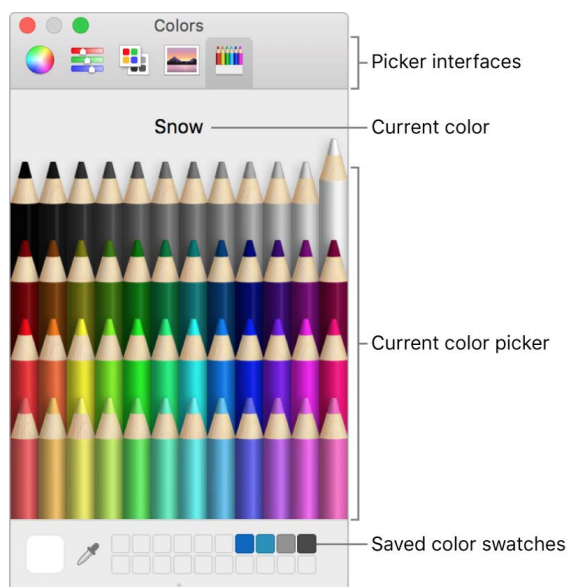 Colors
Picker interfaces
Snow
Current color
Current color picker
Saved color swatches